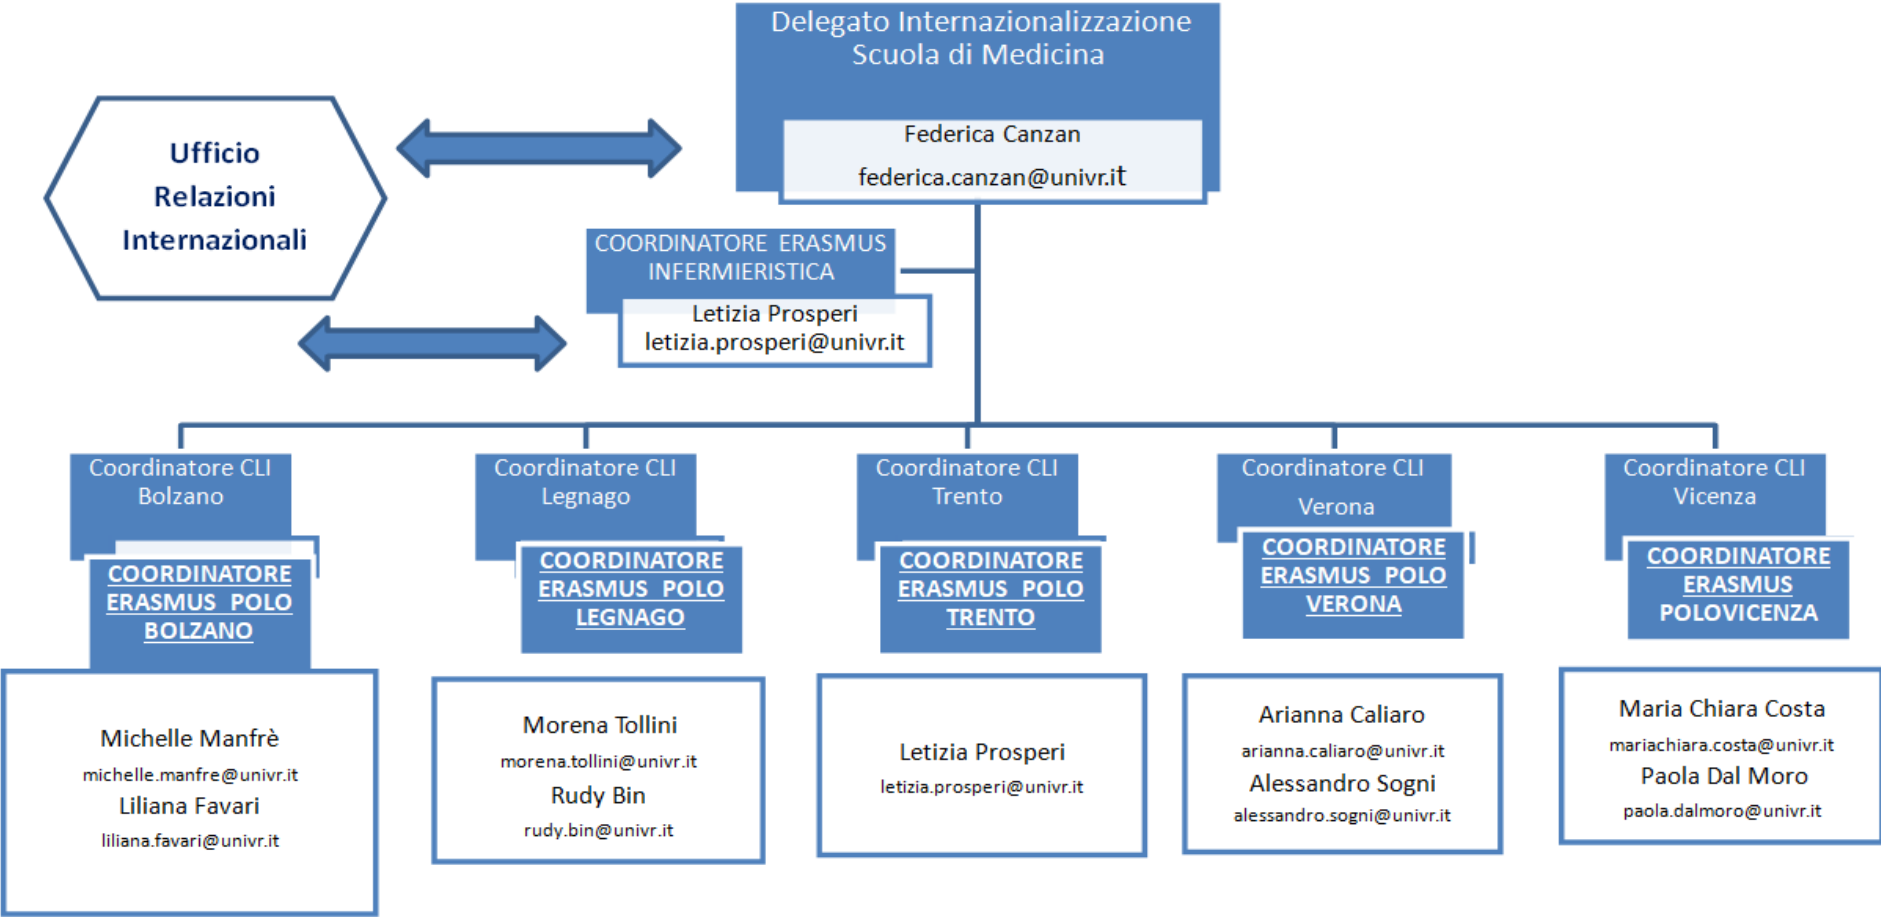 Delegato Internazionalizzazione
Scuola di Medicina
Federica Canzan
federica.canzan@univr.it
Ufficio
Relazioni
Internazionali
COORDINATORE ERASMUS
INFERMIERISTICA
Letizia Prosperi
letizia.prosperi@univr.it
Coordinatore CLI
Bolzano
COORDINATORE
ERASMUS POLO
BOLZANO
Michelle Manfrè
michelle.manfre@univr.it
Liliana Favari
liliana.favari@univr.it
Coordinatore CLI
Legnago
COORDINATORE
ERASMUS POLO
LEGNAGO
Morena Tollini
morena.tollini@univr.it
Rudy Bin
rudy.bin@univr.it
Coordinatore CLI
Trento
COORDINATORE
ERASMUS POLO
TRENTO
Letizia Prosperi
letizia.prosperi@univr.it
Coordinatore CLI
Verona
COORDINATORE
ERASMUS POLO
VERONA
Arianna Caliaro
arianna.caliaro@univr.it
Alessandro Sogni
alessandro.sogni@univr.it
Coordinatore CLI
Vicenza
COORDINATORE
ERASMUS
POLOVICENZA
Maria Chiara Costa
mariachiara.costa@univr.it
Paola Dal Moro
paola.dalmoro@univr.it